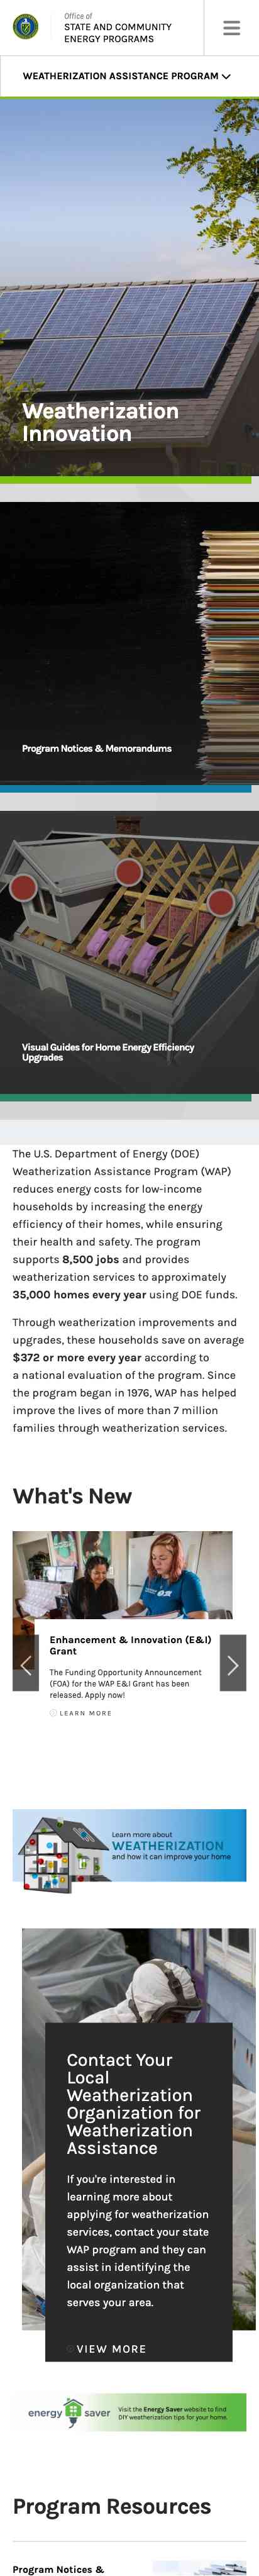 Office of
STATE AND COMMUNITY
ENERGY PROGRAMS
WEATHERIZATION ASSISTANCE PROGRAM
Weatherization
Innovation
Program Notices & Memorandums
Visual Guides for Home Energy Efficiency
Upgrades
The U.S. Department of Energy (DOE)
Weatherization Assistance Program (WAP)
reduces energy costs for low-income
households by increasing the energy
efficiency of their homes, while ensuring
their health and safety. The program
supports 8,500 jobs and provides
weatherization services to approximately
35,000 homes every year using DOE funds.
Through weatherization improvements and
upgrades, these households save on average
$372 or more every year according to
a national evaluation of the program. Since
the program began in 1976, WAP has helped
improve the lives of more than 7 million
families through weatherization services.
What's New
Enhancement & Innovation (E&I)
Grant
The Funding Opportunity Announcement
(FOA) for the WAP E&I Grant has been
released. Apply now!
LEARN MORE
Learn more about
WEATHERIZATION
and how it can improve your home
Contact Your
Local
Weatherization
Organization for
Weatherization
Assistance
If you're interested in
learning more about
applying for weatherization
services, contact your state
WAP program and they can
assist in identifying the
local organization that
serves your area.
VIEW MORE
energy saver
Visit the Energy Saver website to find
DIY weatherization tips for your home.
Program Resources
Program Notices &